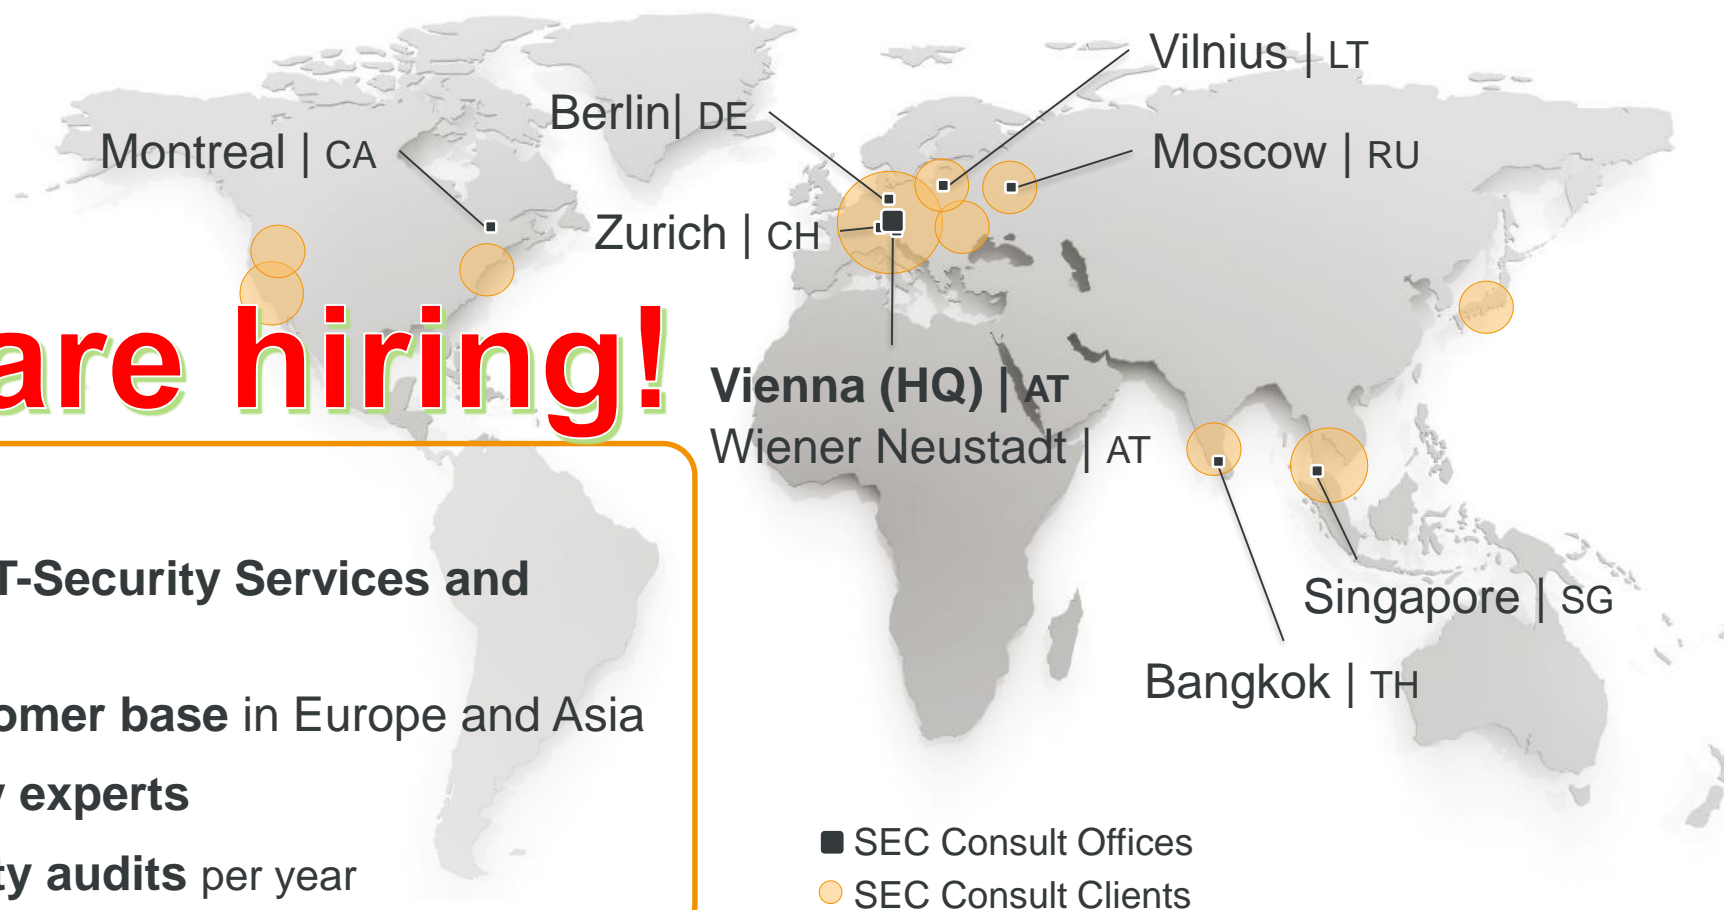 Vilnius | LT
Berlin| DE
Montreal | CA
Moscow | RU
Zurich | CH
are hiring!
Vienna (HQ) | AT
Wiener Neustadt | AT
T-Security Services and
Singapore | SG
Bangkok | TH
omer base in Europe and Asia
y experts
ty audits per year
SEC Consult Offices
SEC Consult Clients